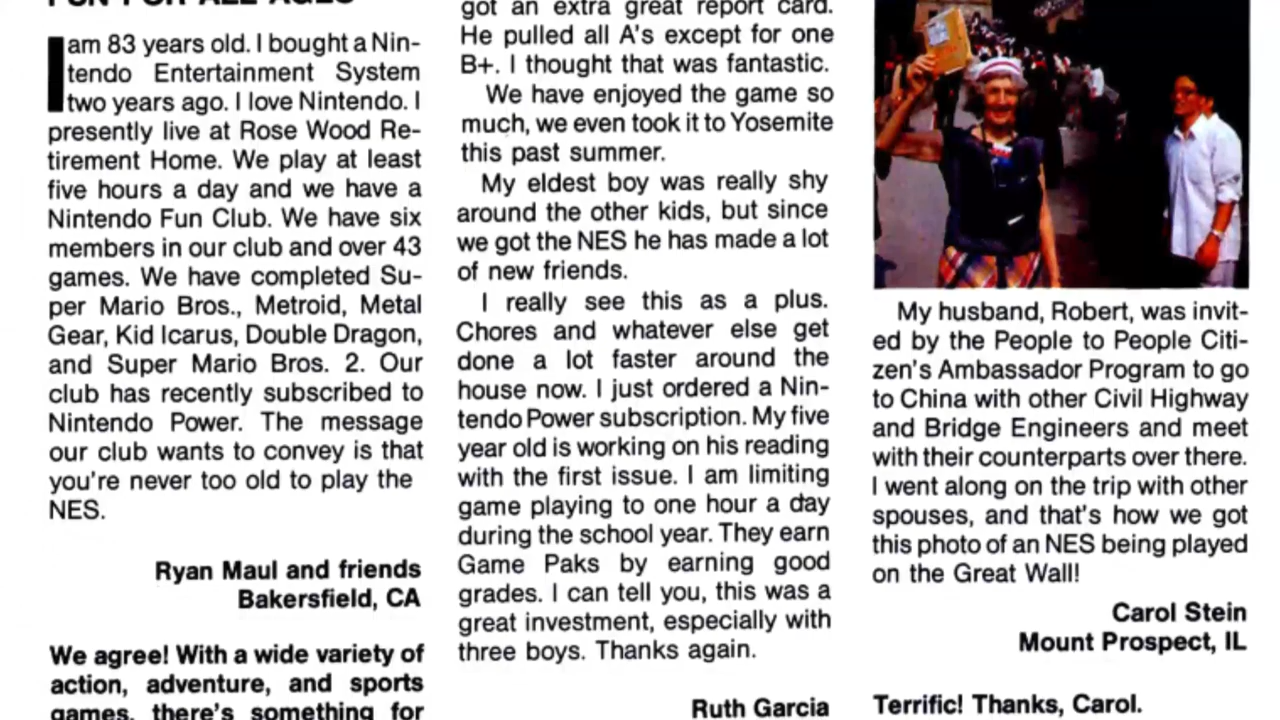 FUN FOR ALL AGES
I am 83 years old. I bought a Nin-
tendo Entertainment System
two years ago. I love Nintendo. I
presently live at Rose Wood Re-
tirement Home. We play at least
five hours a day and we have a
Nintendo Fun Club. We have six
members in our club and over 43
games. We have completed Su-
per Mario Bros., Metroid, Metal
Gear, Kid Icarus, Double Dragon,
and Super Mario Bros. 2. Our
club has recently subscribed to
Nintendo Power. The message
our club wants to convey is that
you're never too old to play the
NES.
Ryan Maul and friends
Bakersfield, CA
We agree! With a wide variety of
action, adventure, and sports
games, there's something for
got an extra great report card.
He pulled all A's except for one
B+. I thought that was fantastic.
We have enjoyed the game so
much, we even took it to Yosemite
this past summer.
My eldest boy was really shy
around the other kids, but since
we got the NES he has made a lot
of new friends.
I really see this as a plus.
Chores and whatever else get
done a lot faster around the
house now. I just ordered a Nin-
tendo Power subscription. My five
year old is working on his reading
with the first issue. I am limiting
game playing to one hour a day
during the school year. They earn
Game Paks by earning good
grades. I can tell you, this was a
great investment, especially with
three boys. Thanks again.
Ruth Garcia
My husband, Robert, was invit-
ed by the People to People Citi-
zen's Ambassador Program to go
to China with other Civil Highway
and Bridge Engineers and meet
with their counterparts over there.
I went along on the trip with other
spouses, and that's how we got
this photo of an NES being played
on the Great Wall!
Carol Stein
Mount Prospect, IL
Terrific! Thanks, Carol.